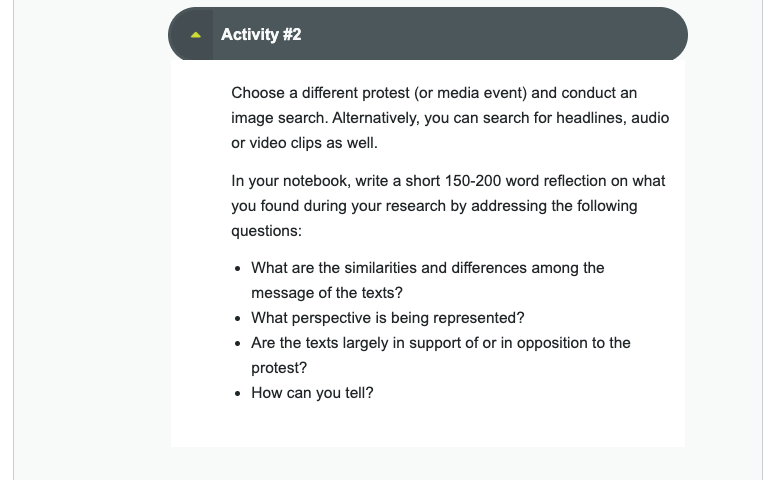 Activity #2
Choose a different protest (or media event) and conduct an
image search. Alternatively, you can search for headlines, audio
or video clips as well.
In your notebook, write a short 150-200 word reflection on what
you found during your research by addressing the following
questions:
• What are the similarities and differences among the
message of the texts?
• What perspective is being represented?
• Are the texts largely in support of or in opposition to the
protest?
• How can you tell?